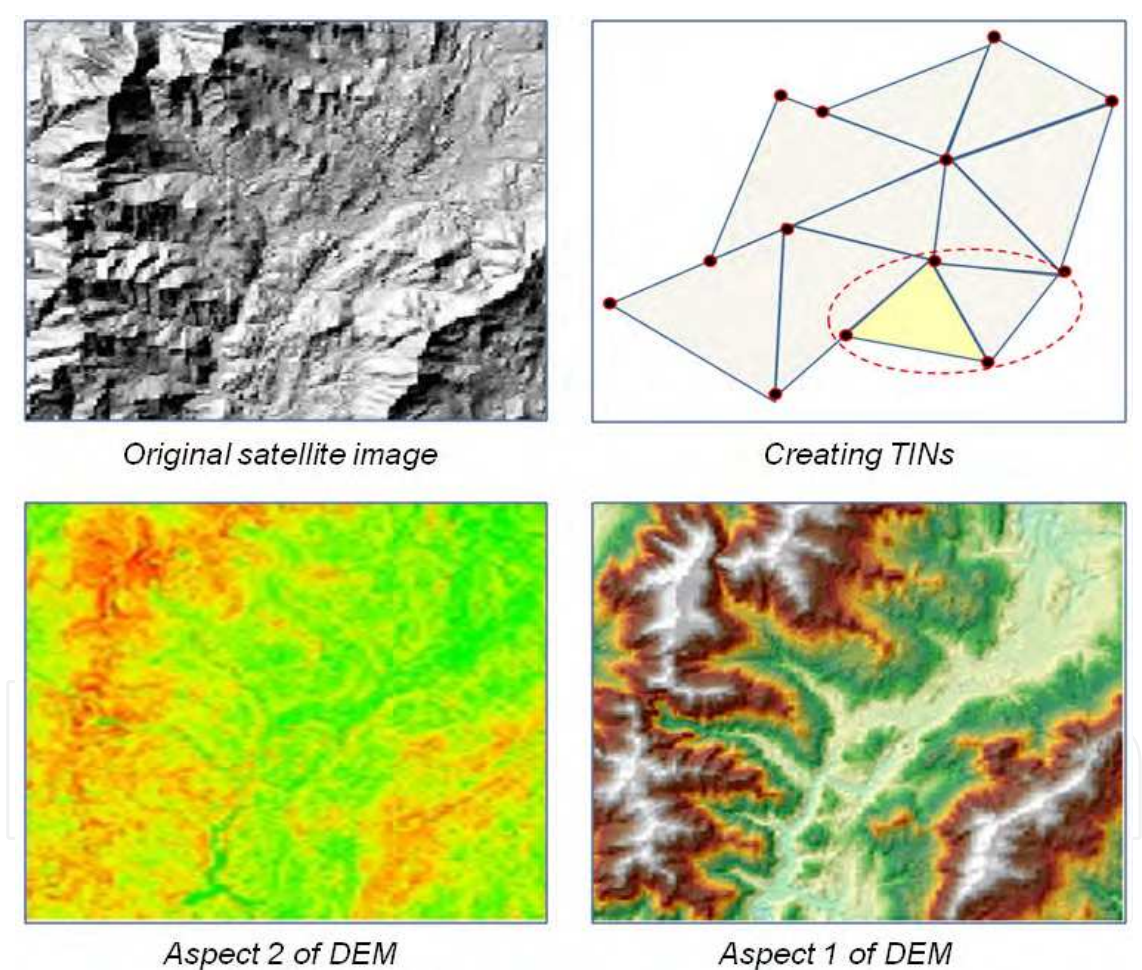 Original satellite image
Creating TINs
Aspect 2 of DEM
Aspect 1 of DEM